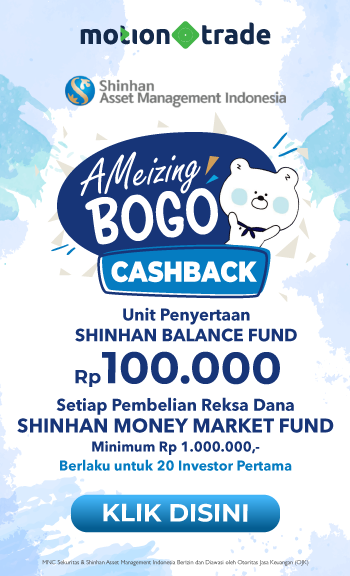 motion trade
Shinhan
Asset Management Indonesia
AMeizing
BOGO
CASHBACK
Unit Penyertaan
SHINHAN BALANCE FUND
Rp100.000
Setiap Pembelian Reksa Dana
SHINHAN MONEY MARKET FUND
Minimum Rp 1.000.000,-
Berlaku untuk 20 Investor Pertama
KLIK DISINI
MNC Sekuritas & Shinhan Asset Management Indonesia Berizin dan Diawasi oleh Otoritas Jasa Keuangan (OJK)